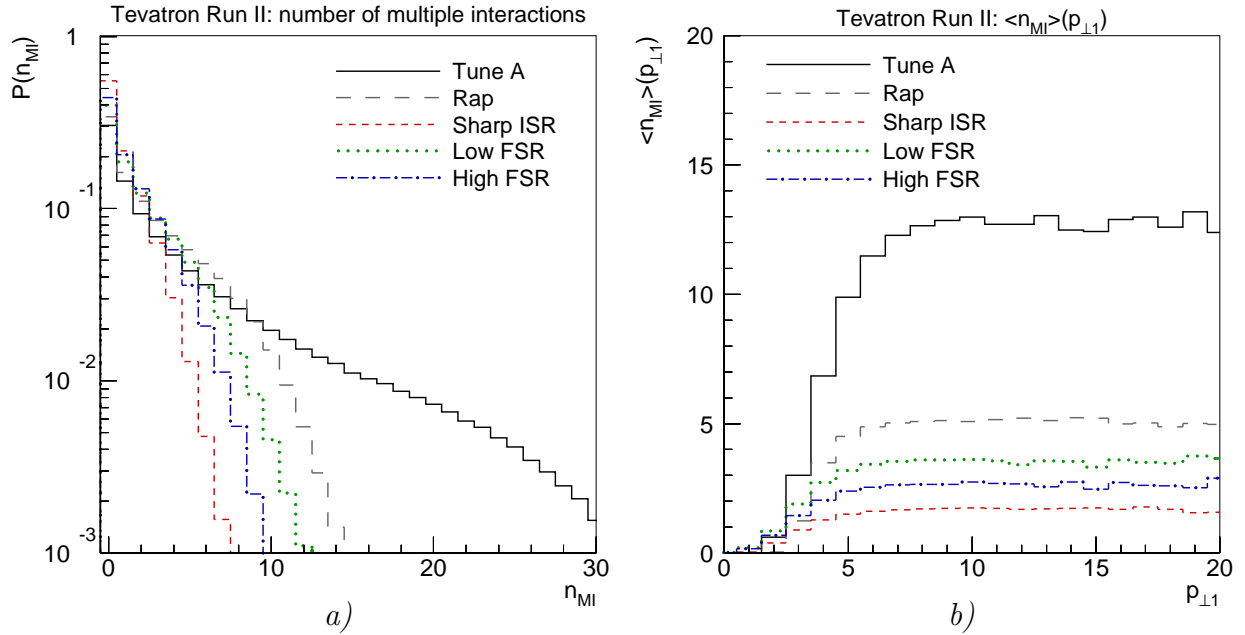 Tevatron Run II: number of multiple interactions
P(n_MI)
1
10^-1
10^-2
10^-3
Tune A
Rap
Sharp ISR
Low FSR
High FSR
0 10 20 30
n_MI
a)
Tevatron Run II: <n_MI>(p_⊥1)
<n_MI>(p_⊥1)
20
15
10
5
0
Tune A
Rap
Sharp ISR
Low FSR
High FSR
0 5 10 15 20
p_⊥1
b)